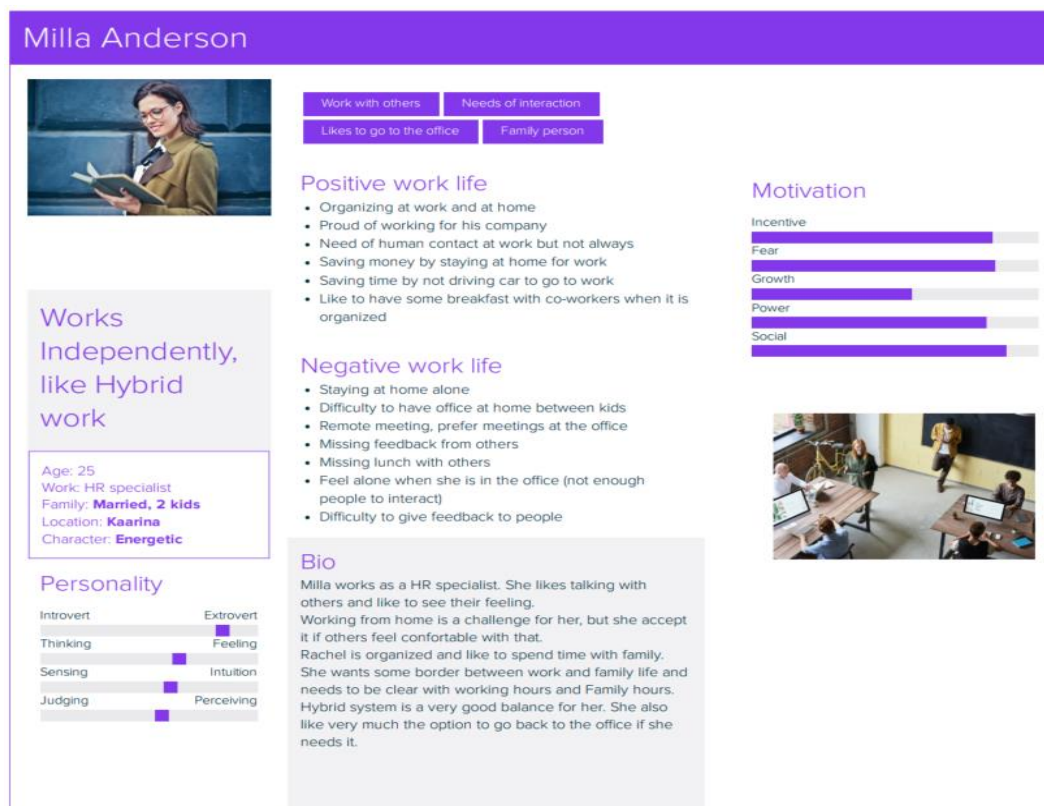 Milla Anderson
Work with others
Needs of interaction
Likes to go to the office
Family person
Works
Independently,
like Hybrid
work
Age: 25
Work: HR specialist
Family: Married, 2 kids
Location: Kaarina
Character: Energetic
Personality
Introvert Extrovert
Thinking Feeling
Sensing Intuition
Judging Perceiving
Positive work life
• Organizing at work and at home
• Proud of working for his company
• Need of human contact at work but not always
• Saving money by staying at home for work
• Saving time by not driving car to go to work
• Like to have some breakfast with co-workers when it is
organized
Negative work life
• Staying at home alone
• Difficulty to have office at home between kids
• Remote meeting, prefer meetings at the office
• Missing feedback from others
• Missing lunch with others
• Feel alone when she is in the office (not enough
people to interact)
• Difficulty to give feedback to people
Bio
Milla works as a HR specialist. She likes talking with
others and like to see their feeling.
Working from home is a challenge for her, but she accept
it if others feel confortable with that.
Rachel is organized and like to spend time with family.
She wants some border between work and family life and
needs to be clear with working hours and Family hours.
Hybrid system is a very good balance for her. She also
like very much the option to go back to the office if she
needs it.
Motivation
Incentive
Fear
Growth
Power
Social